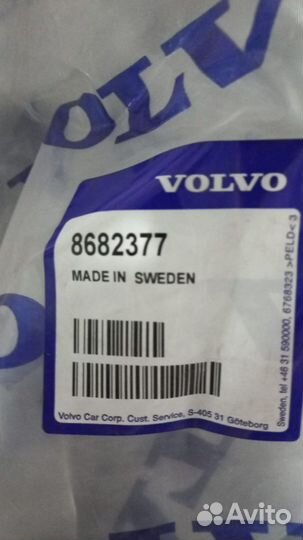 VOLVO
VOLVO
8682377
MADE IN SWEDEN
Volvo Car Corp. Cust. Service, S-405 31 Göteborg
Sweden, tel +46 31 590000, 6768323 >PELD< 3
Avito